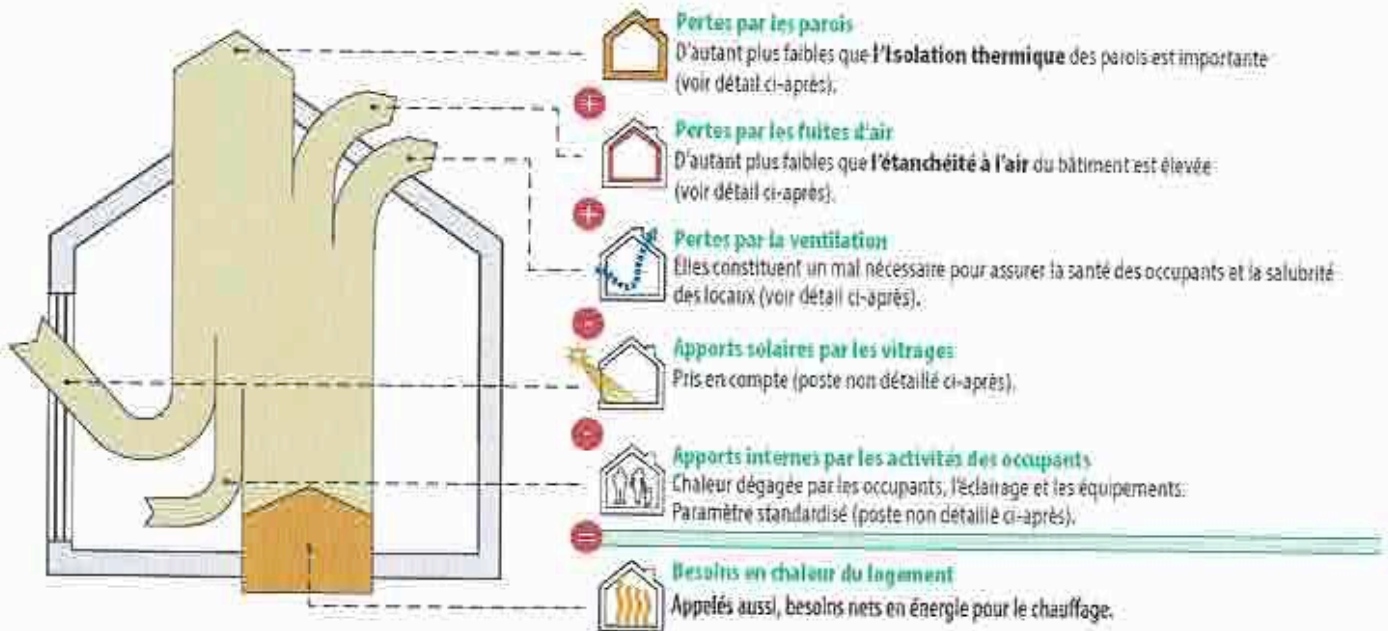 Pertes par les parois
D'autant plus faibles que l'Isolation thermique des parois est importante
(voir détail ci-après).
+
Pertes par les fuites d'air
D'autant plus faibles que l'étanchéité à l'air du bâtiment est élevée
(voir détail ci-après).
+
Pertes par la ventilation
Elles constituent un mal nécessaire pour assurer la santé des occupants et la salubrité
des locaux (voir détail ci-après).
-
Apports solaires par les vitrages
Pris en compte (poste non détaillé ci-après).
-
Apports internes par les activités des occupants
Chaleur dégagée par les occupants, l'éclairage et les équipements.
Paramètre standardisé (poste non détaillé ci-après).
=
Besoins en chaleur du logement
Appelés aussi, besoins nets en énergie pour le chauffage.